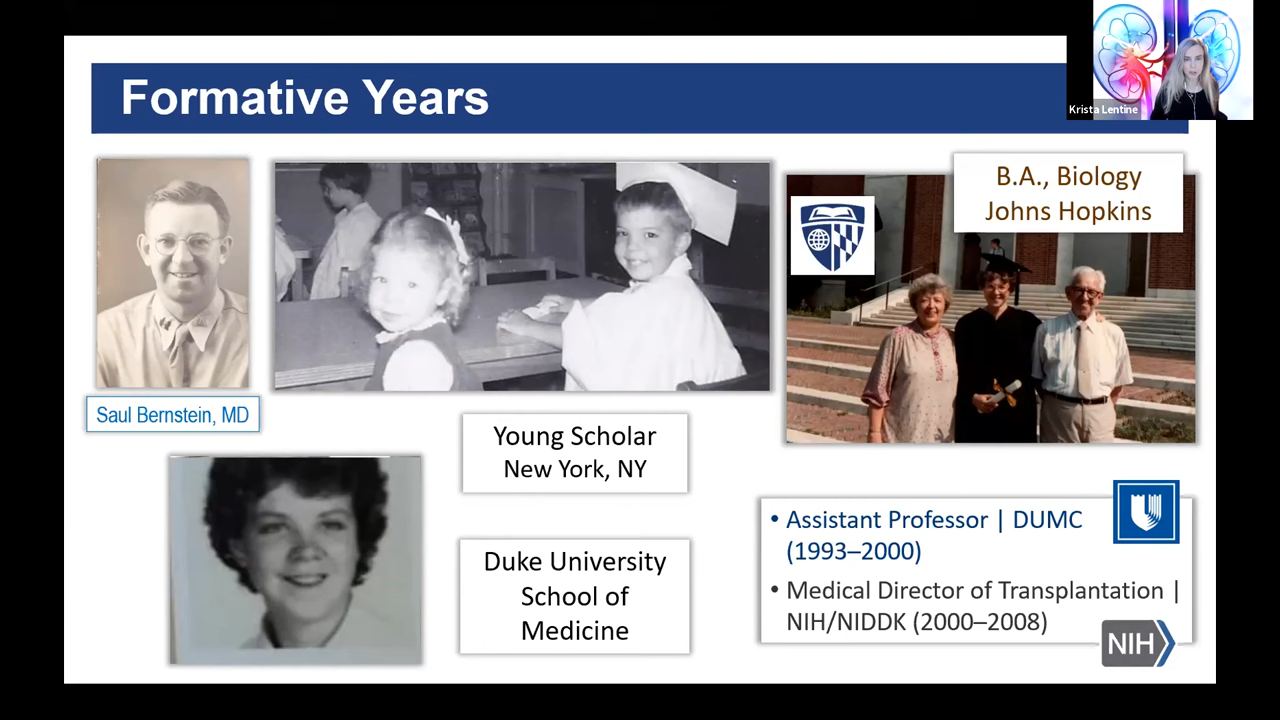 Formative Years
Krista Lentine
B.A., Biology
Johns Hopkins
Saul Bernstein, MD
Young Scholar
New York, NY
Duke University
School of
Medicine
• Assistant Professor | DUMC
(1993–2000)
• Medical Director of Transplantation |
NIH/NIDDK (2000–2008)
NIH